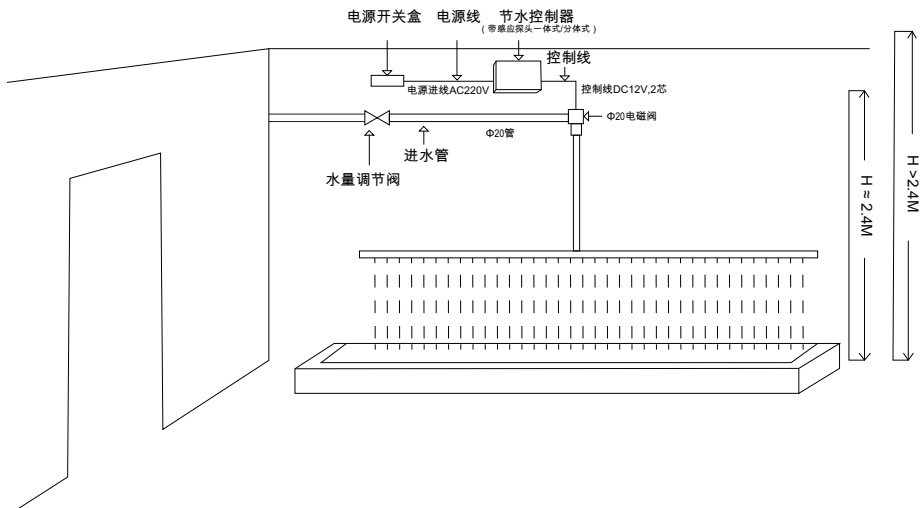 电源开关盒 电源线 节水控制器
(带感应探头一体式/分体式)
控制线
电源进线AC220V
控制线DC12V,2芯
Φ20电磁阀
Φ20管
进水管
水量调节阀
H ≈ 2.4M
H >2.4M